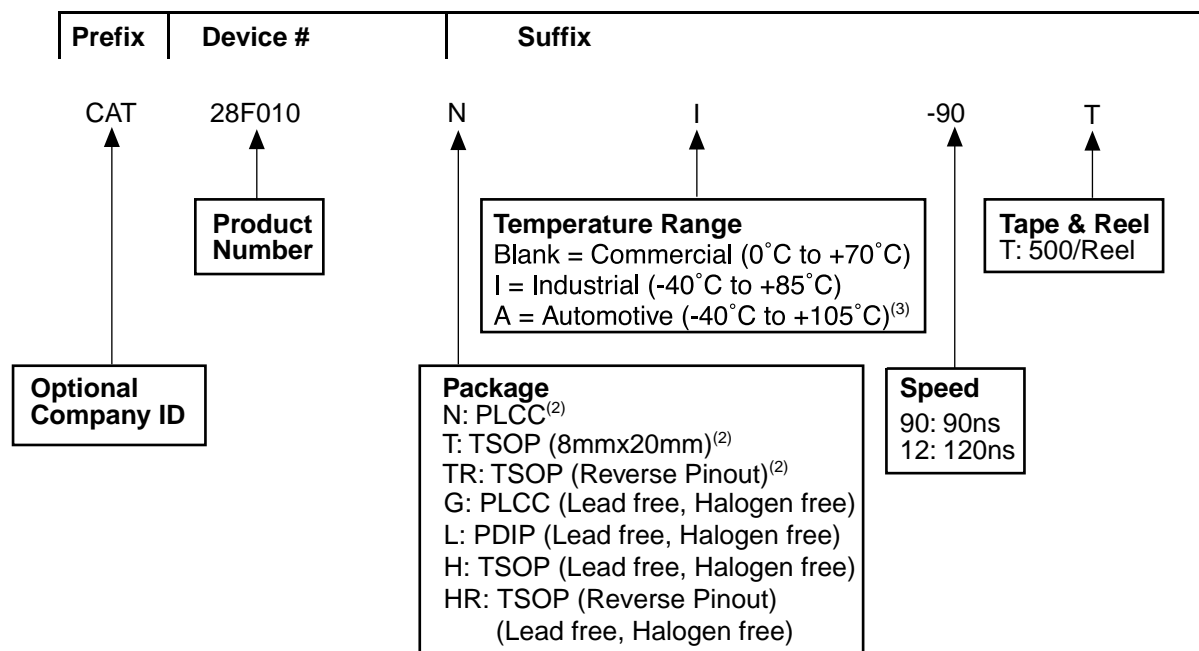 Prefix Device # Suffix
CAT 28F010 N I -90 T
Product
Number
Temperature Range
Blank = Commercial (0˚C to +70˚C)
I = Industrial (-40˚C to +85˚C)
A = Automotive (-40˚C to +105˚C)(3)
Tape & Reel
T: 500/Reel
Optional
Company ID
Package
N: PLCC(2)
T: TSOP (8mmx20mm)(2)
TR: TSOP (Reverse Pinout)(2)
G: PLCC (Lead free, Halogen free)
L: PDIP (Lead free, Halogen free)
H: TSOP (Lead free, Halogen free)
HR: TSOP (Reverse Pinout)
(Lead free, Halogen free)
Speed
90: 90ns
12: 120ns